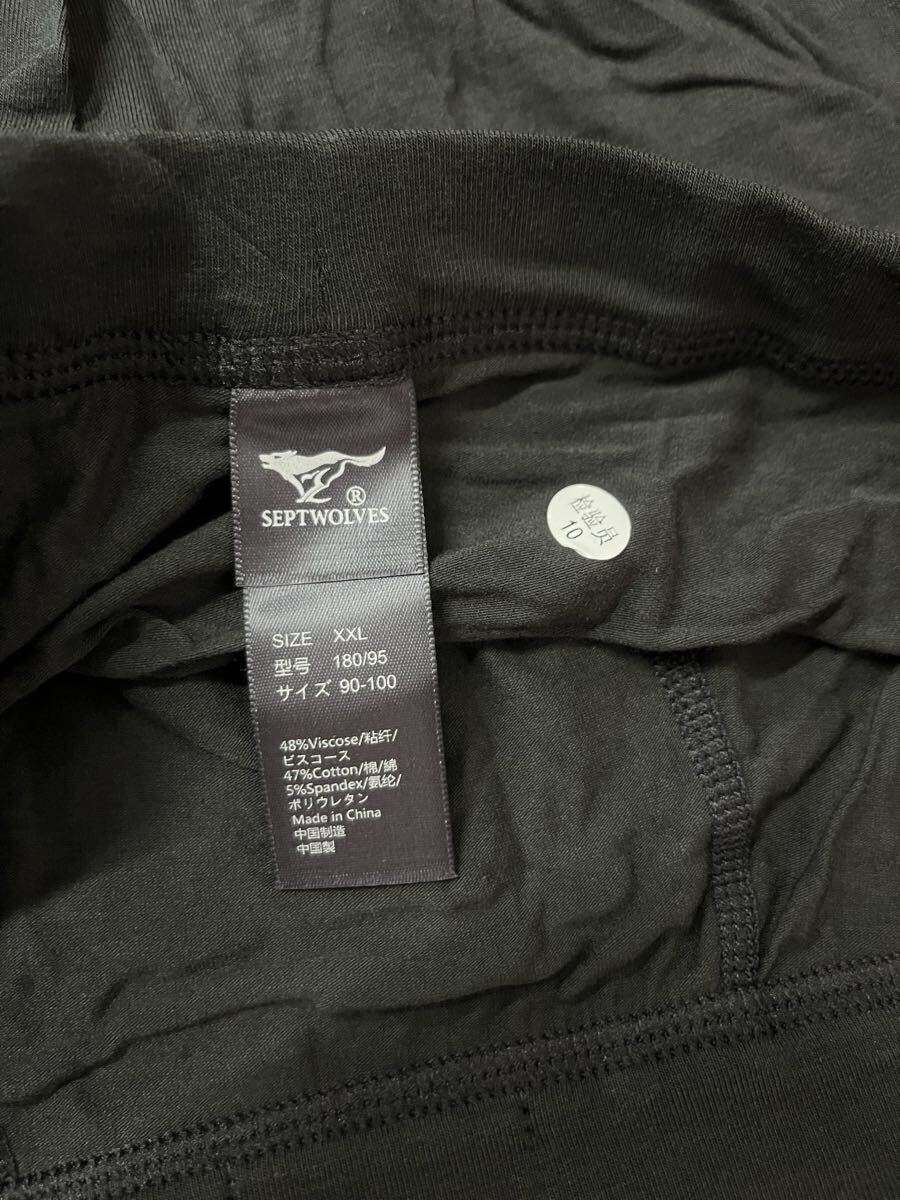 ®
SEPTWOLVES
检验员
10
SIZE XXL
型号 180/95
サイズ 90-100
48%Viscose/粘纤/
ビスコース
47%Cotton/棉/綿
5%Spandex/氨纶/
ポリウレタン
Made in China
中国制造
中国製